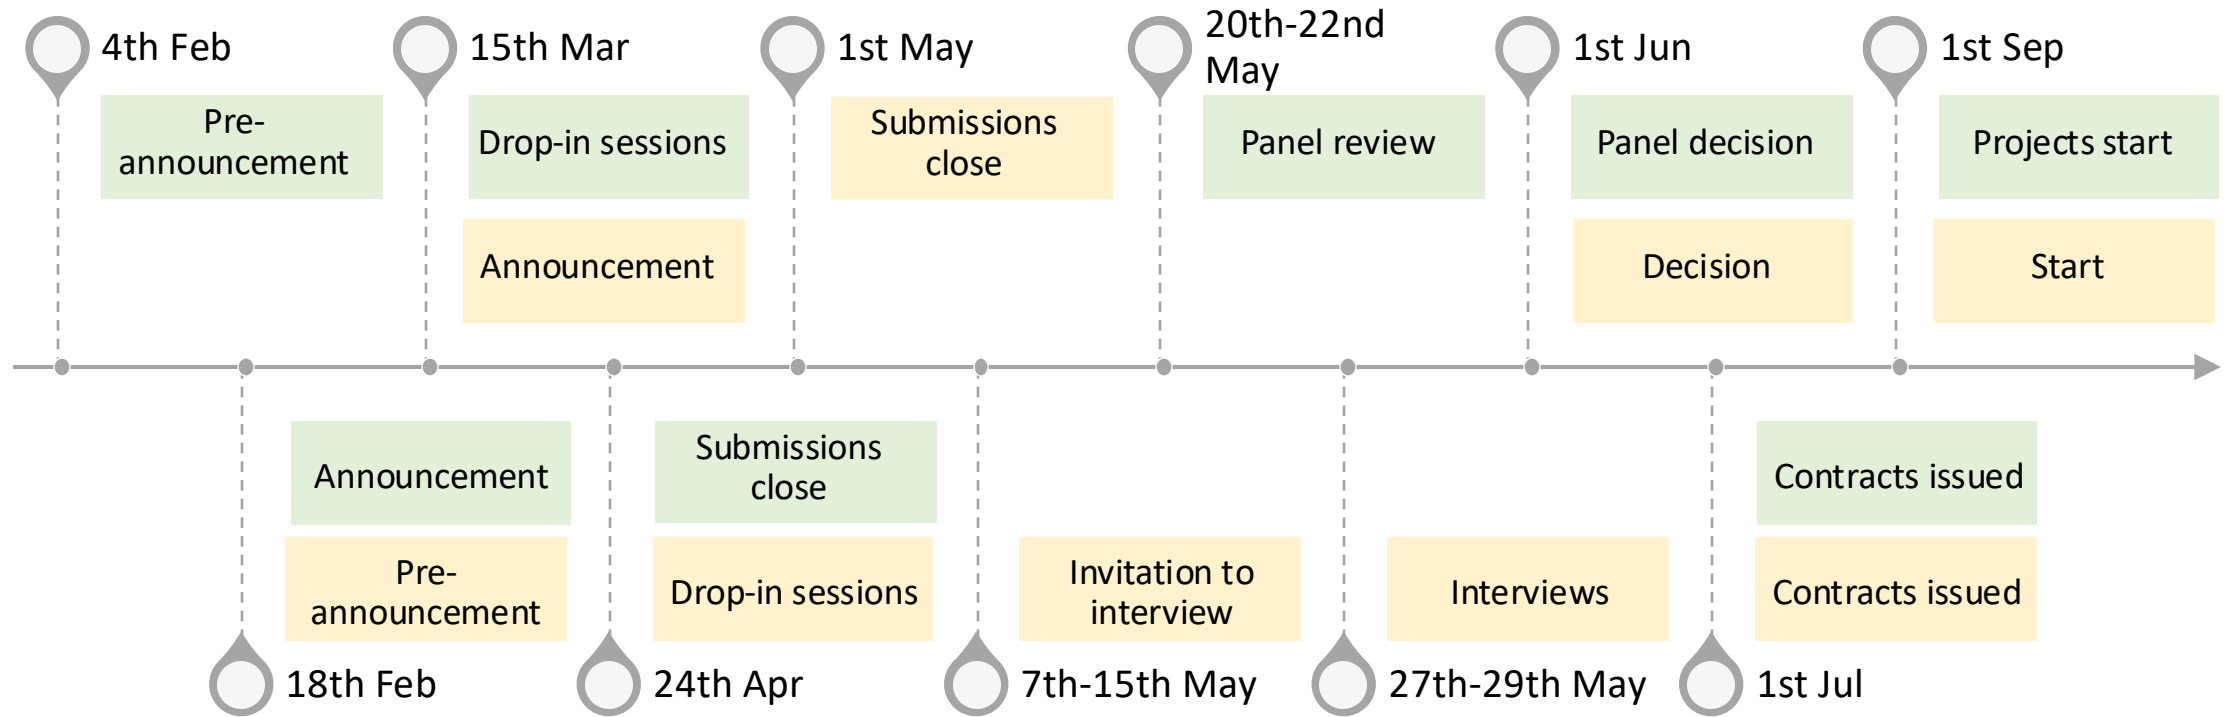 4th Feb
Pre-
announcement
15th Mar
Drop-in sessions
Announcement
1st May
Submissions
close
20th-22nd
May
Panel review
1st Jun
Panel decision
Decision
1st Sep
Projects start
Start
Announcement
Pre-
announcement
18th Feb
Submissions
close
Drop-in sessions
24th Apr
Invitation to
interview
7th-15th May
Interviews
27th-29th May
Contracts issued
Contracts issued
1st Jul